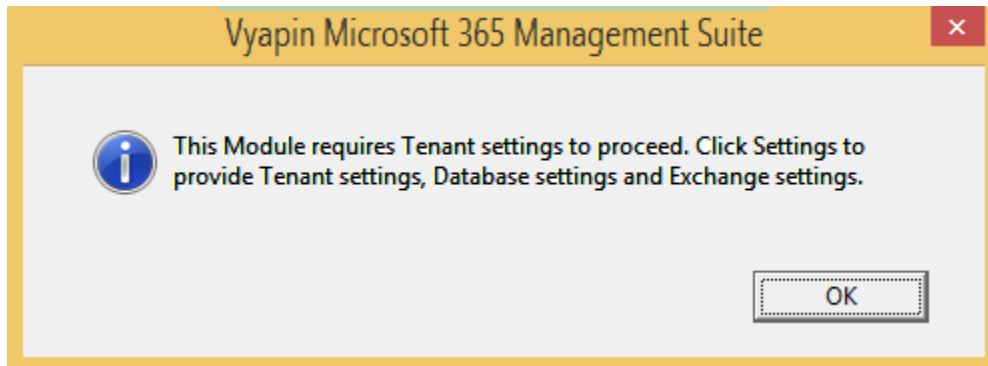 Vyapin Microsoft 365 Management Suite
This Module requires Tenant settings to proceed. Click Settings to
provide Tenant settings, Database settings and Exchange settings.
OK